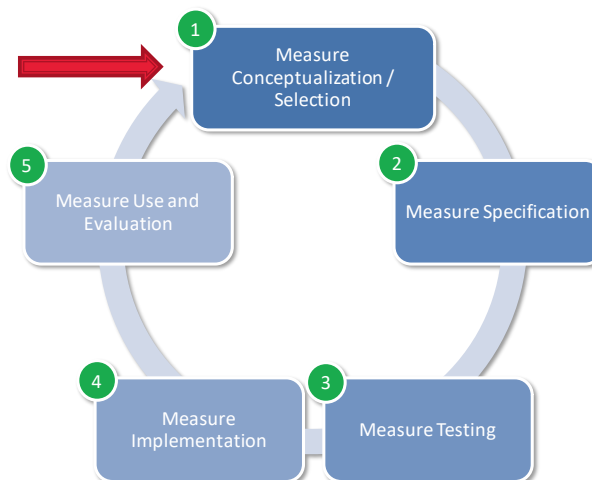 1
Measure
Conceptualization /
Selection
2
Measure Specification
3
Measure Testing
4
Measure
Implementation
5
Measure Use and
Evaluation